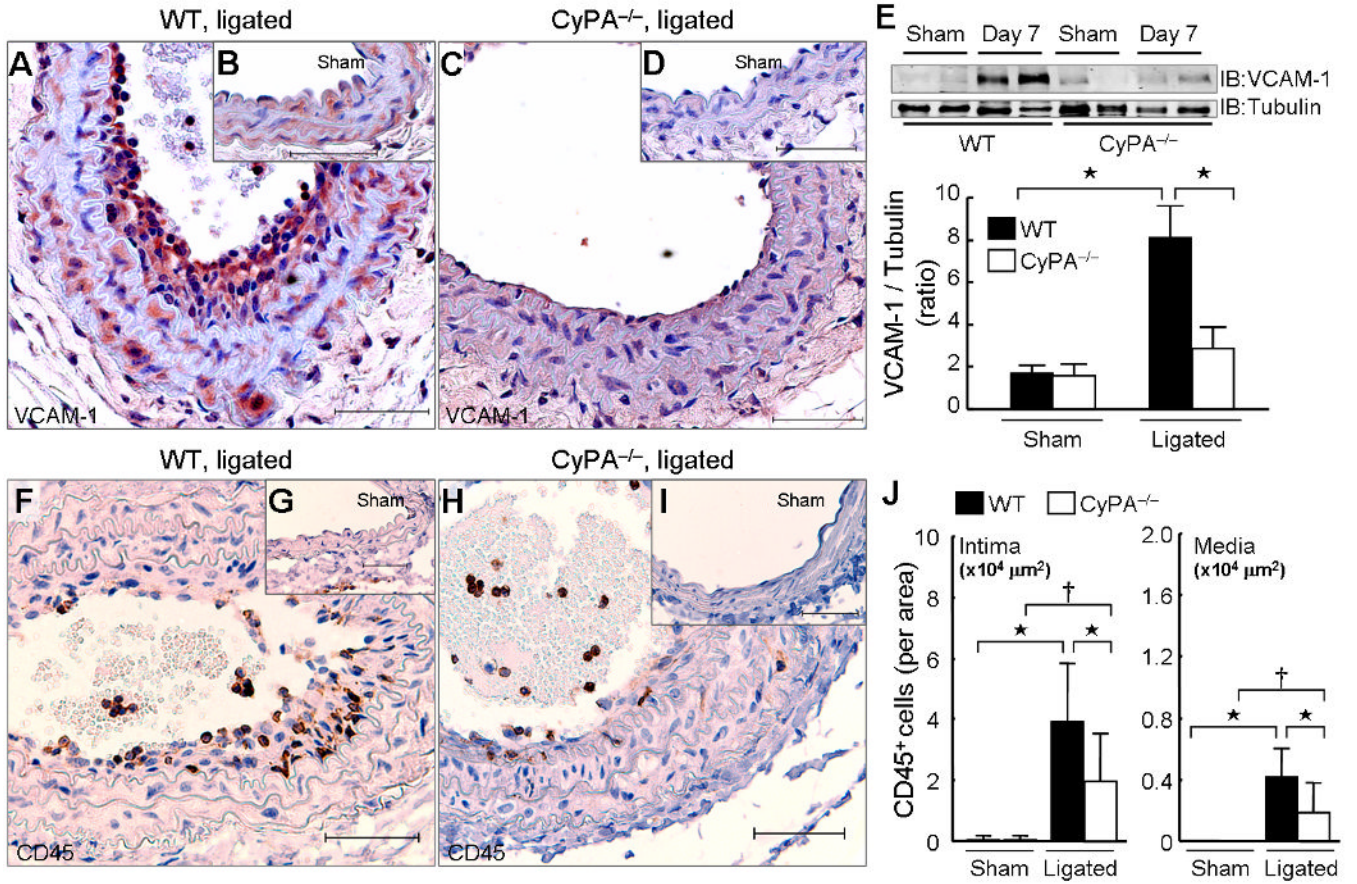 WT, ligated
CyPA–/–, ligated
A
B
Sham
VCAM-1
C
D
Sham
VCAM-1
E
Sham Day 7 Sham Day 7
IB:VCAM-1
IB:Tubulin
WT CyPA–/–
VCAM-1 / Tubulin
(ratio)
10
8
6
4
2
0
WT
CyPA–/–
★ ★
Sham Ligated
WT, ligated
CyPA–/–, ligated
F
G
Sham
CD45
H
I
Sham
CD45
J
WT CyPA–/–
CD45+ cells (per area)
10
8
6
4
2
0
Intima
(x10⁴ μm²)
†
★ ★
Sham Ligated
2.0
1.6
1.2
0.8
0.4
0
Media
(x10⁴ μm²)
†
★ ★
Sham Ligated